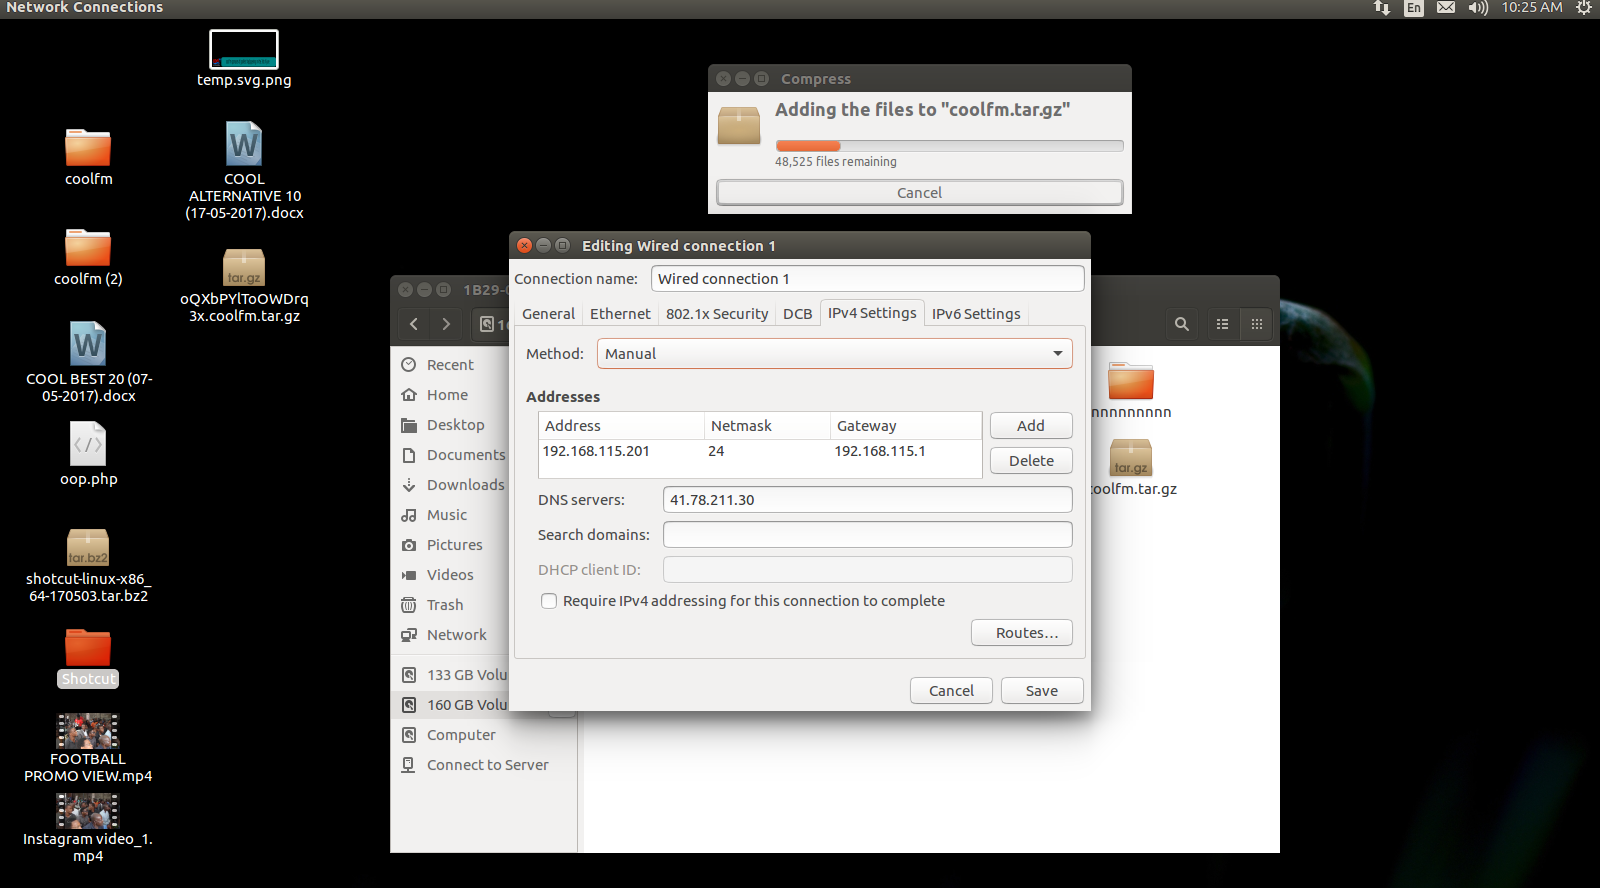 Network Connections
En
10:25 AM
temp.svg.png
coolfm
COOL
ALTERNATIVE 10
(17-05-2017).docx
coolfm (2)
tar.gz
oQXbPYlToOWDrq
3x.coolfm.tar.gz
COOL BEST 20 (07-
05-2017).docx
oop.php
tar.bz2
shotcut-linux-x86_
64-170503.tar.bz2
Shotcut
FOOTBALL
PROMO VIEW.mp4
Instagram video_1.
mp4
Compress
Adding the files to "coolfm.tar.gz"
48,525 files remaining
Cancel
Editing Wired connection 1
Connection name: Wired connection 1
General Ethernet 802.1x Security DCB IPv4 Settings IPv6 Settings
Method: Manual
Addresses
Address Netmask Gateway
192.168.115.201 24 192.168.115.1
Add
Delete
DNS servers: 41.78.211.30
Search domains:
DHCP client ID:
Require IPv4 addressing for this connection to complete
Routes...
Cancel Save
Recent
Home
Desktop
Documents
Downloads
Music
Pictures
Videos
Trash
Network
133 GB Volu
160 GB Volu
Computer
Connect to Server
tar.gz
oolfm.tar.gz